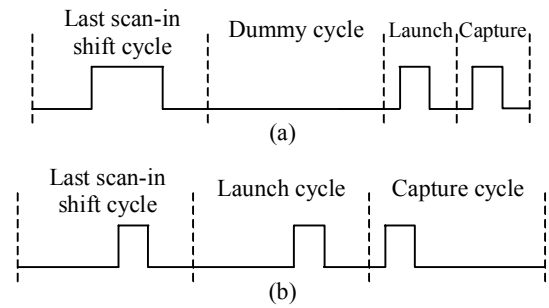 Last scan-in
shift cycle
Dummy cycle
Launch
Capture
(a)
Last scan-in
shift cycle
Launch cycle
Capture cycle
(b)